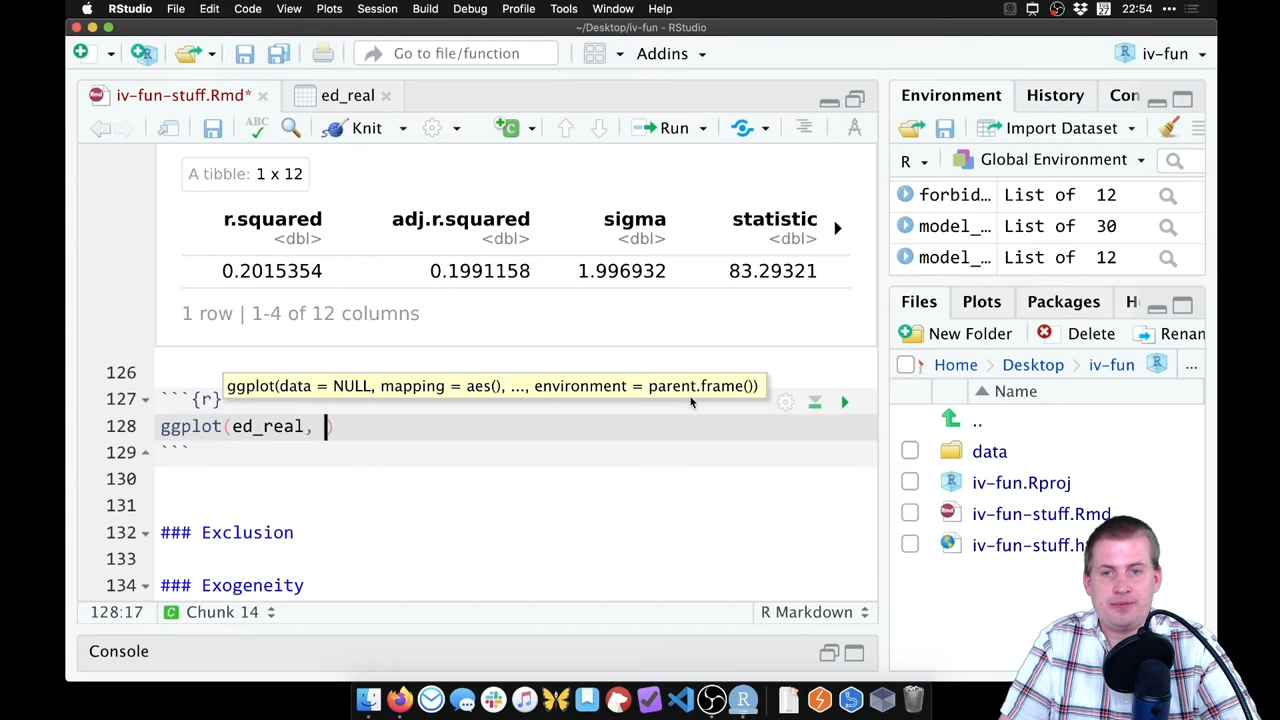 RStudio File Edit Code View Plots Session Build Debug Profile Tools Window Help 22:54
~/Desktop/iv-fun - RStudio
Go to file/function Addins iv-fun
iv-fun-stuff.Rmd* ed_real
ABC Knit Run
A tibble: 1 x 12
r.squared adj.r.squared sigma statistic
<dbl> <dbl> <dbl> <dbl>
0.2015354 0.1991158 1.996932 83.29321
1 row | 1-4 of 12 columns
126
ggplot(data = NULL, mapping = aes(), ..., environment = parent.frame())
127 ```{r}
128 ggplot(ed_real, )
129 ```
130
131
132 ### Exclusion
133
134 ### Exogeneity
128:17 C Chunk 14 R Markdown
Console
Environment History Con
Import Dataset
R Global Environment
forbid… List of 12
model_… List of 30
model_… List of 12
Files Plots Packages H
New Folder Delete Renam
Home Desktop iv-fun ...
Name
..
data
iv-fun.Rproj
iv-fun-stuff.Rmd
iv-fun-stuff.h